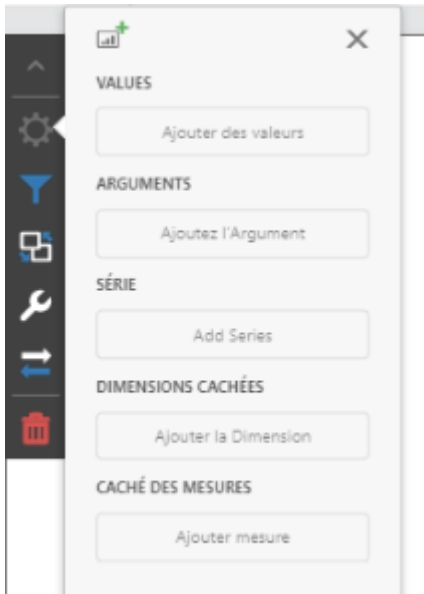 VALUES
Ajouter des valeurs
ARGUMENTS
Ajoutez l'Argument
SÉRIE
Add Series
DIMENSIONS CACHÉES
Ajouter la Dimension
CACHÉ DES MESURES
Ajouter mesure